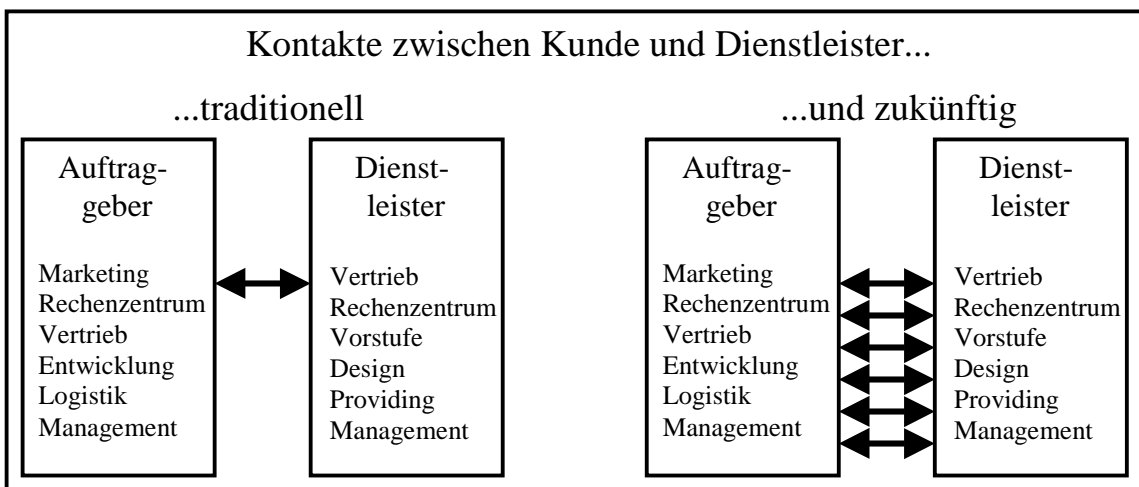 Kontakte zwischen Kunde und Dienstleister...
...traditionell
Auftrag-
geber
Marketing
Rechenzentrum
Vertrieb
Entwicklung
Logistik
Management
Dienst-
leister
Vertrieb
Rechenzentrum
Vorstufe
Design
Providing
Management
...und zukünftig
Auftrag-
geber
Marketing
Rechenzentrum
Vertrieb
Entwicklung
Logistik
Management
Dienst-
leister
Vertrieb
Rechenzentrum
Vorstufe
Design
Providing
Management